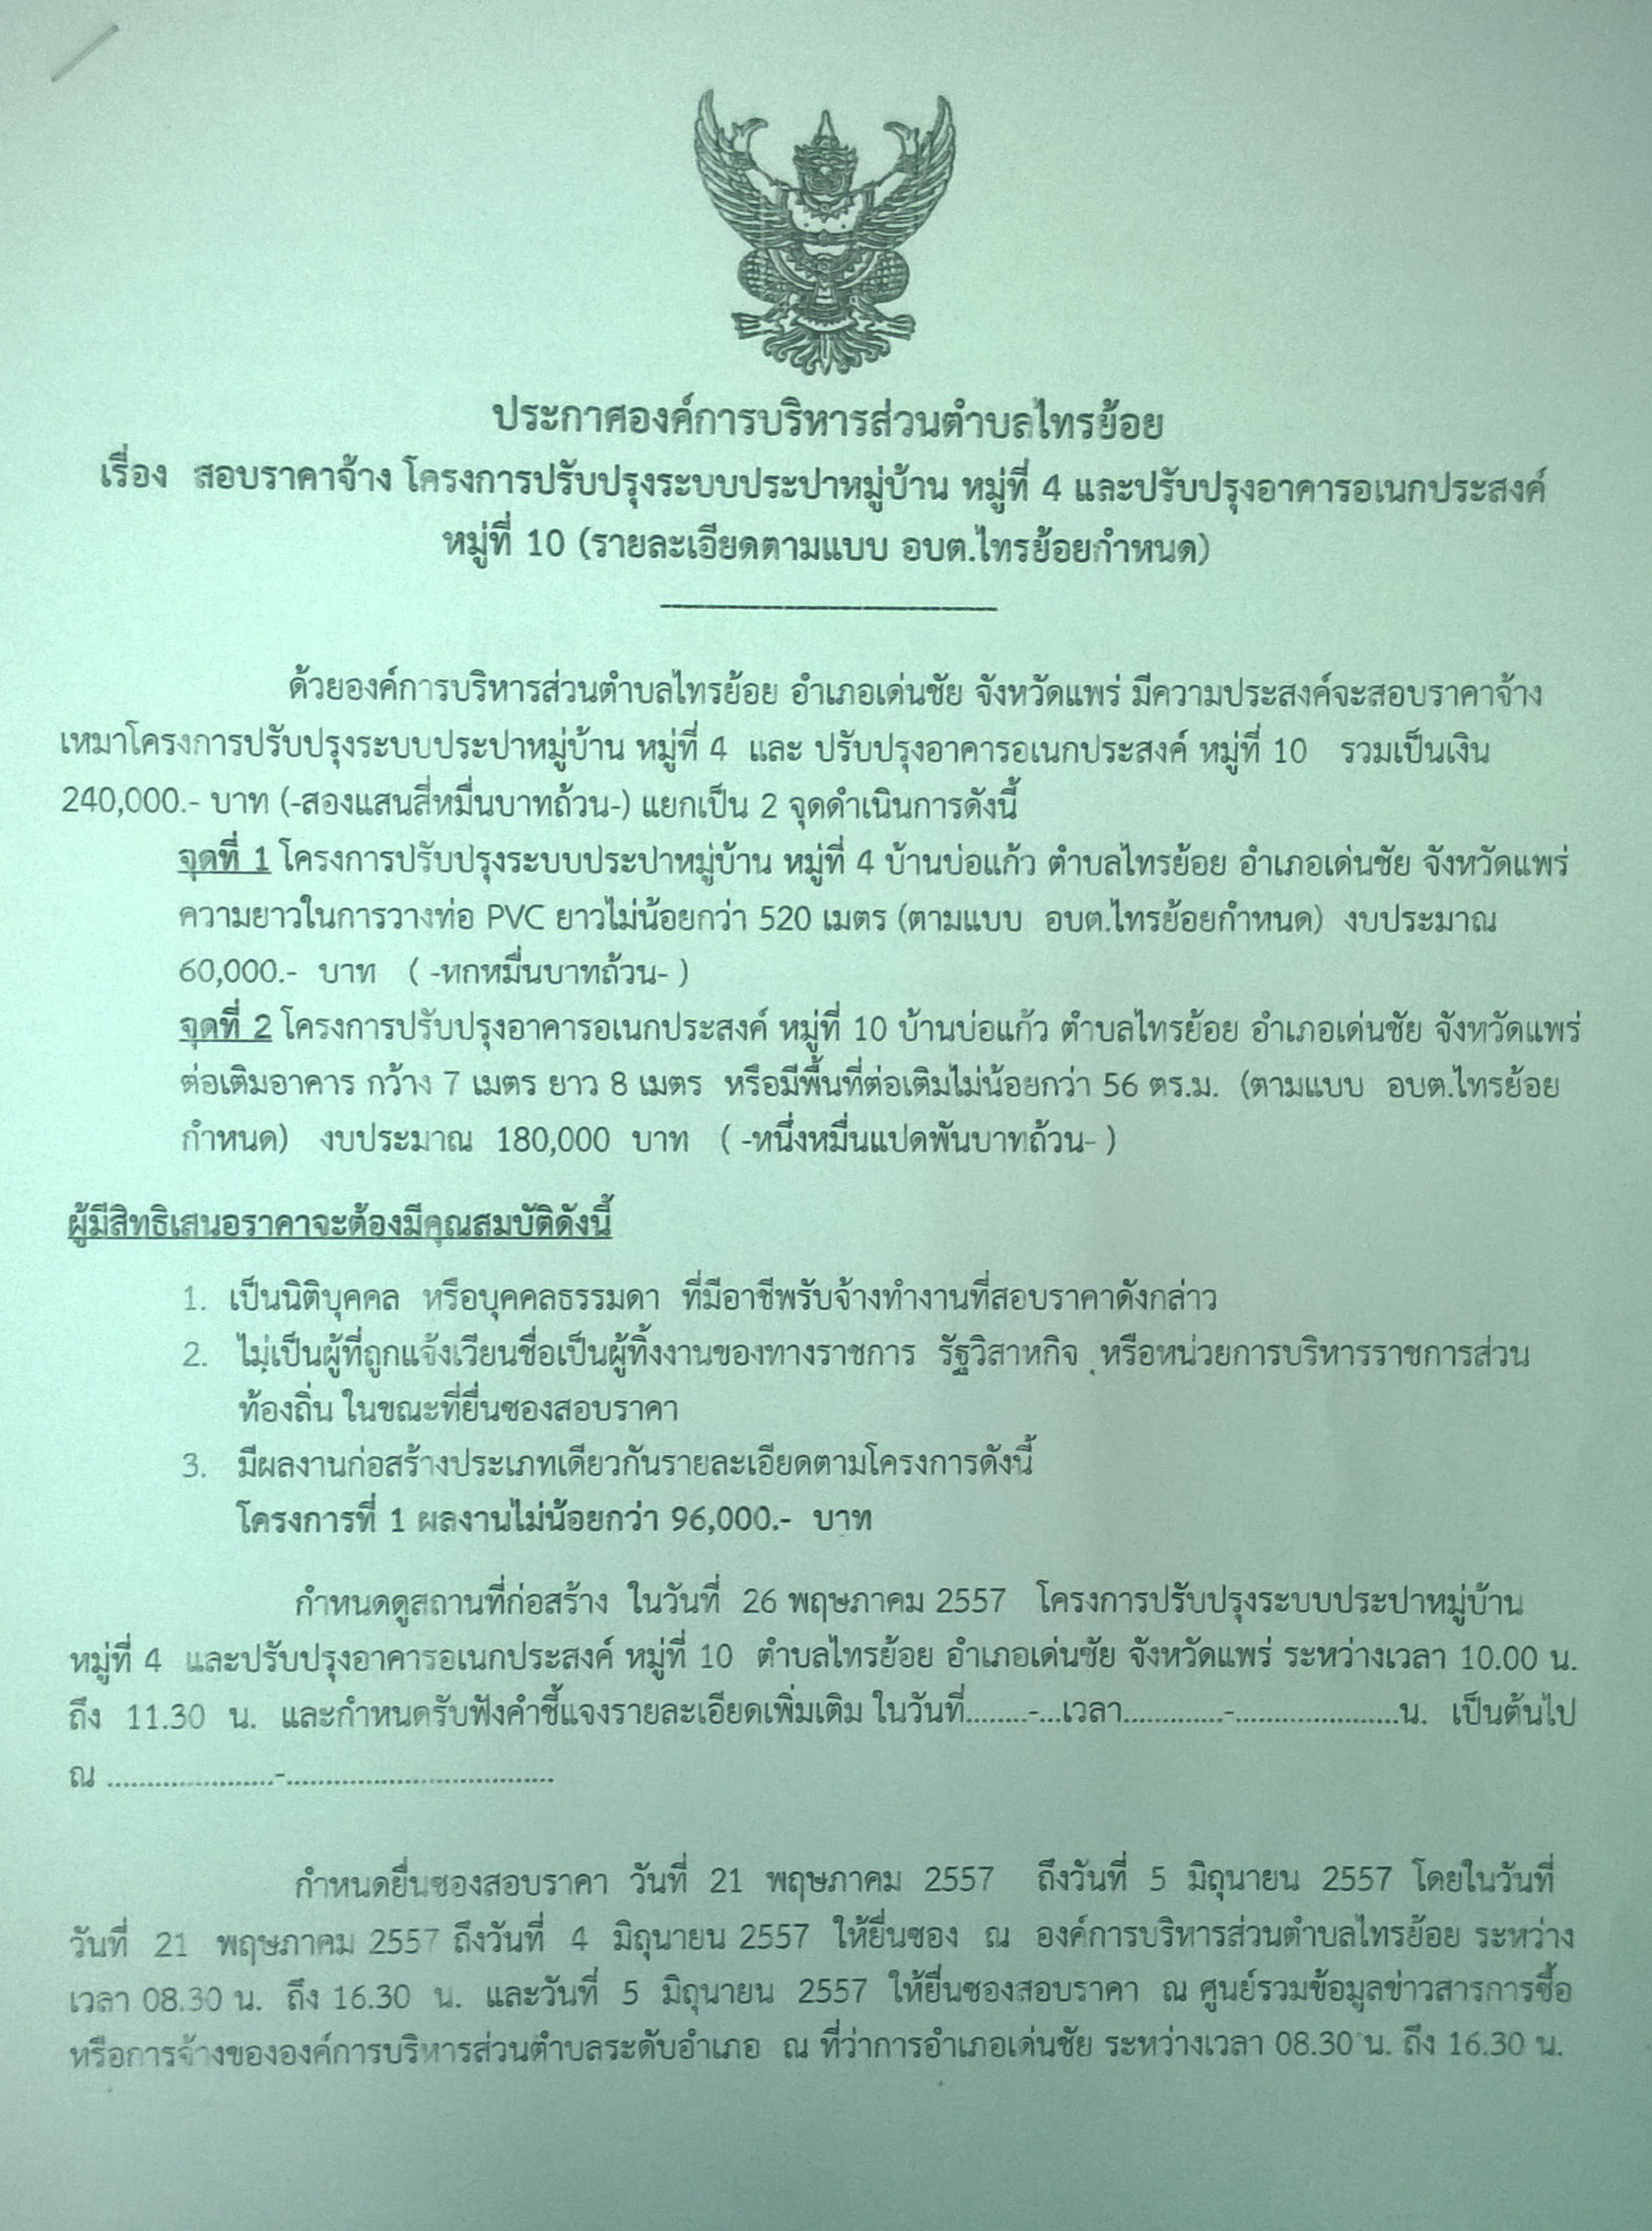 ประกาศองค์การบริหารส่วนตำบลไทรย้อย
เรื่อง สอบราคาจ้าง โครงการปรับปรุงระบบประปาหมู่บ้าน หมู่ที่ 4 และปรับปรุงอาคารอเนกประสงค์
หมู่ที่ 10 (รายละเอียดตามแบบ อบต.ไทรย้อยกำหนด)
ด้วยองค์การบริหารส่วนตำบลไทรย้อย อำเภอเด่นชัย จังหวัดแพร่ มีความประสงค์จะสอบราคาจ้าง
เหมาโครงการปรับปรุงระบบประปาหมู่บ้าน หมู่ที่ 4 และ ปรับปรุงอาคารอเนกประสงค์ หมู่ที่ 10 รวมเป็นเงิน
240,000.- บาท (-สองแสนสี่หมื่นบาทถ้วน-) แยกเป็น 2 จุดดำเนินการดังนี้
จุดที่ 1 โครงการปรับปรุงระบบประปาหมู่บ้าน หมู่ที่ 4 บ้านบ่อแก้ว ตำบลไทรย้อย อำเภอเด่นชัย จังหวัดแพร่
ความยาวในการวางท่อ PVC ยาวไม่น้อยกว่า 520 เมตร (ตามแบบ อบต.ไทรย้อยกำหนด) งบประมาณ
60,000.- บาท ( -หกหมื่นบาทถ้วน- )
จุดที่ 2 โครงการปรับปรุงอาคารอเนกประสงค์ หมู่ที่ 10 บ้านบ่อแก้ว ตำบลไทรย้อย อำเภอเด่นชัย จังหวัดแพร่
ต่อเติมอาคาร กว้าง 7 เมตร ยาว 8 เมตร หรือมีพื้นที่ต่อเติมไม่น้อยกว่า 56 ตร.ม. (ตามแบบ อบต.ไทรย้อย
กำหนด) งบประมาณ 180,000 บาท ( -หนึ่งหมื่นแปดพันบาทถ้วน- )
ผู้มีสิทธิเสนอราคาจะต้องมีคุณสมบัติดังนี้
1. เป็นนิติบุคคล หรือบุคคลธรรมดา ที่มีอาชีพรับจ้างทำงานที่สอบราคาดังกล่าว
2. ไม่เป็นผู้ที่ถูกแจ้งเวียนชื่อเป็นผู้ทิ้งงานของทางราชการ รัฐวิสาหกิจ หรือหน่วยการบริหารราชการส่วน
ท้องถิ่น ในขณะที่ยื่นซองสอบราคา
3. มีผลงานก่อสร้างประเภทเดียวกันรายละเอียดตามโครงการดังนี้
โครงการที่ 1 ผลงานไม่น้อยกว่า 96,000.- บาท
กำหนดดูสถานที่ก่อสร้าง ในวันที่ 26 พฤษภาคม 2557 โครงการปรับปรุงระบบประปาหมู่บ้าน
หมู่ที่ 4 และปรับปรุงอาคารอเนกประสงค์ หมู่ที่ 10 ตำบลไทรย้อย อำเภอเด่นชัย จังหวัดแพร่ ระหว่างเวลา 10.00 น.
ถึง 11.30 น. และกำหนดรับฟังคำชี้แจงรายละเอียดเพิ่มเติม ในวันที่........-...เวลา.............-.....................น. เป็นต้นไป
ณ ......................-..................................
กำหนดยื่นซองสอบราคา วันที่ 21 พฤษภาคม 2557 ถึงวันที่ 5 มิถุนายน 2557 โดยในวันที่
วันที่ 21 พฤษภาคม 2557 ถึงวันที่ 4 มิถุนายน 2557 ให้ยื่นซอง ณ องค์การบริหารส่วนตำบลไทรย้อย ระหว่าง
เวลา 08.30 น. ถึง 16.30 น. และวันที่ 5 มิถุนายน 2557 ให้ยื่นซองสอบราคา ณ ศูนย์รวมข้อมูลข่าวสารการซื้อ
หรือการจ้างขององค์การบริหารส่วนตำบลระดับอำเภอ ณ ที่ว่าการอำเภอเด่นชัย ระหว่างเวลา 08.30 น. ถึง 16.30 น.